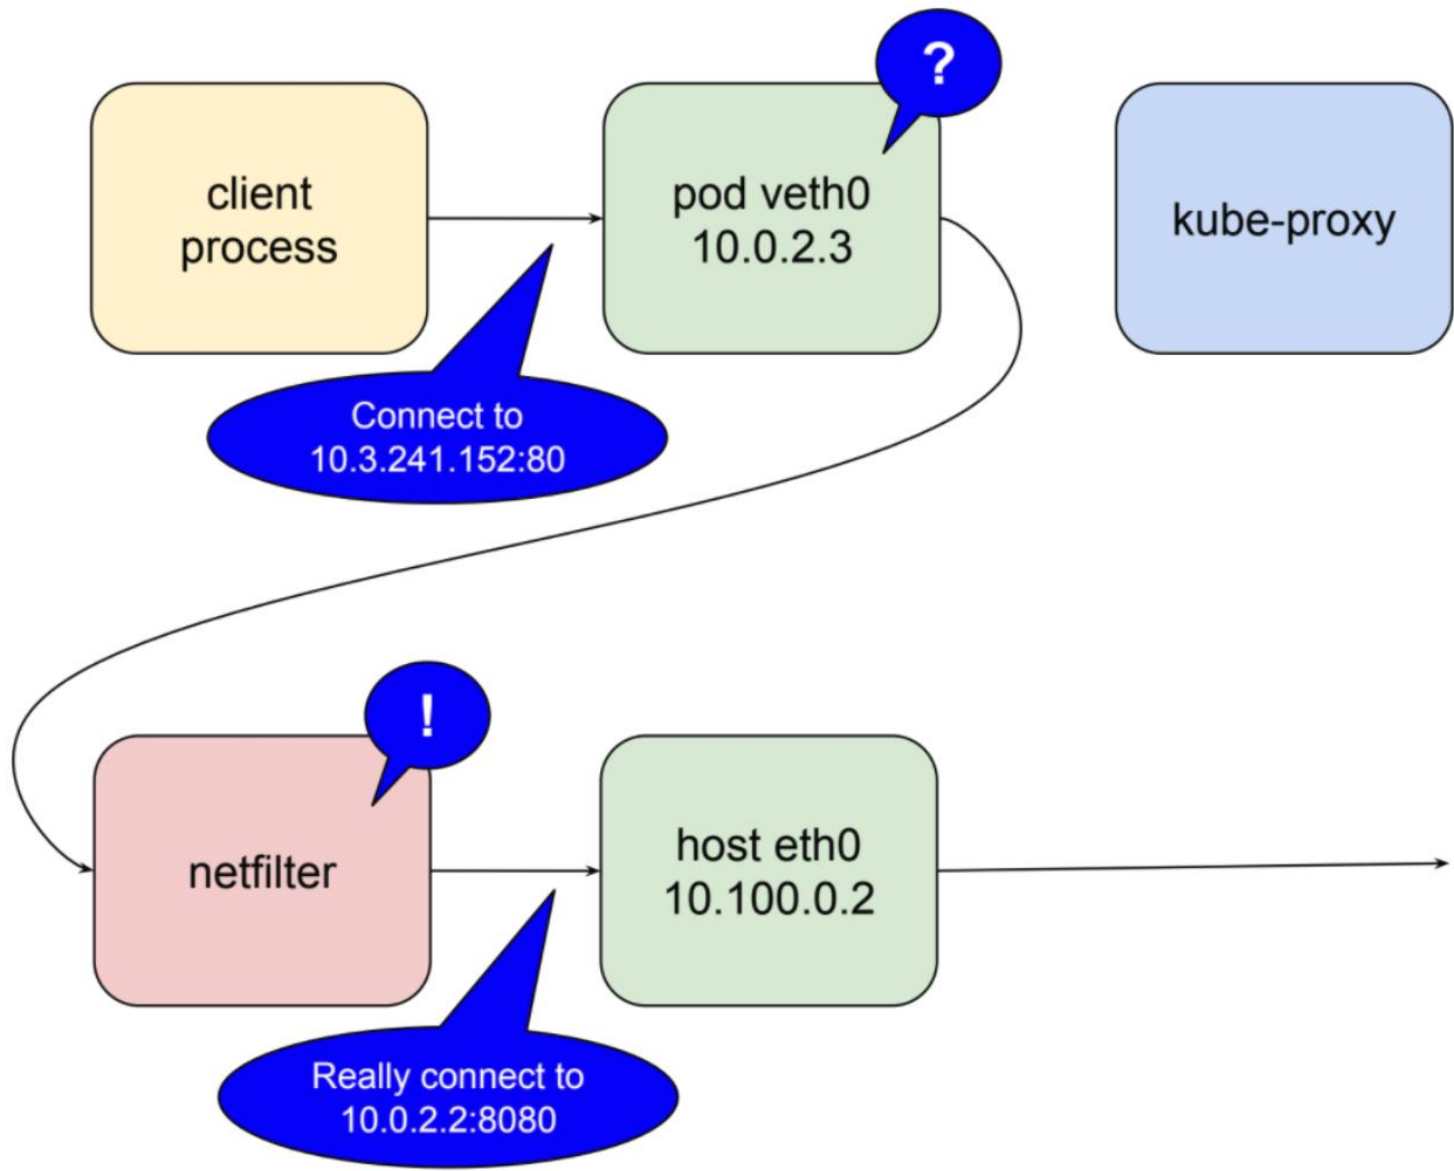 ?
client
process
pod veth0
10.0.2.3
kube-proxy
Connect to
10.3.241.152:80
!
netfilter
host eth0
10.100.0.2
Really connect to
10.0.2.2:8080